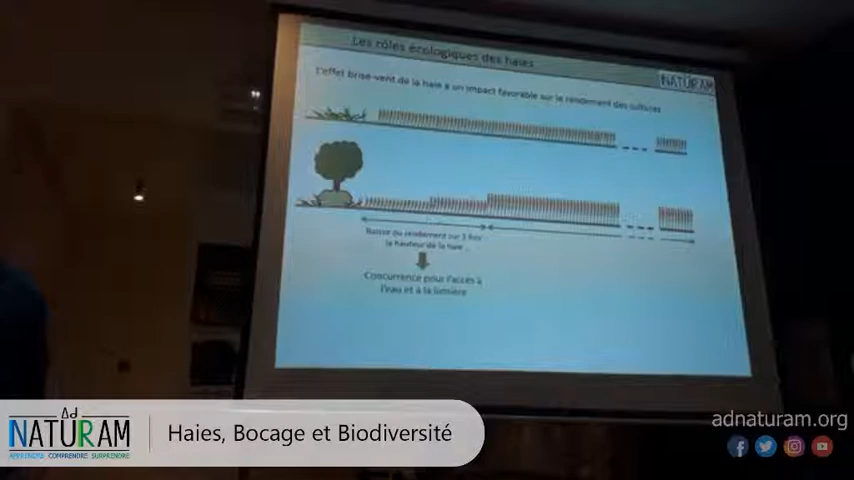 Les rôles écologiques des haies
NATURAM
L'effet brise-vent de la haie a un impact favorable sur le rendement des cultures
Baisse du rendement sur 1 fois
la hauteur de la haie
Concurrence pour l'accès à
l'eau et à la lumière
Ad
NATURAM
APPRENDRE COMPRENDRE SURPRENDRE
Haies, Bocage et Biodiversité
adnaturam.org